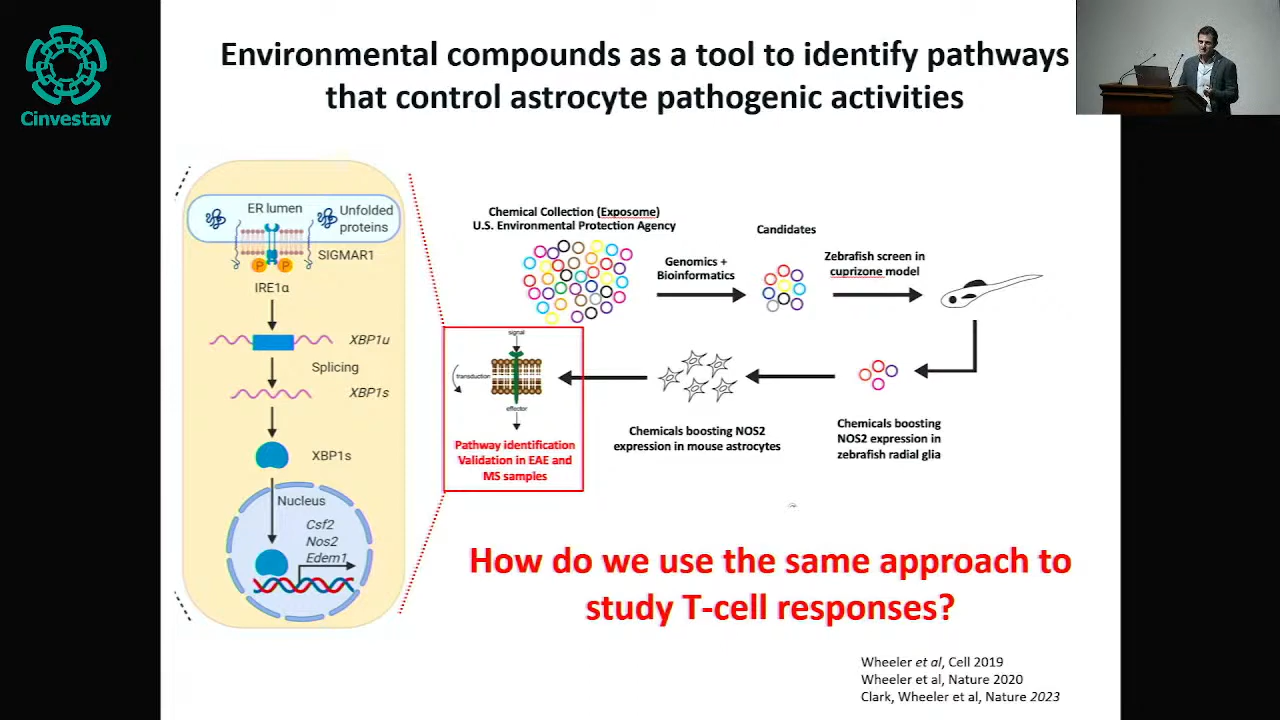 Cinvestav
Environmental compounds as a tool to identify pathways
that control astrocyte pathogenic activities
ER lumen
Unfolded
proteins
SIGMAR1
P
P
IRE1α
XBP1u
Splicing
XBP1s
XBP1s
Nucleus
Csf2
Nos2
Edem1
Chemical Collection (Exposome)
U.S. Environmental Protection Agency
Genomics +
Bioinformatics
Candidates
Zebrafish screen in
cuprizone model
Chemicals boosting
NOS2 expression in
zebrafish radial glia
Chemicals boosting NOS2
expression in mouse astrocytes
signal
transduction
effector
Pathway identification
Validation in EAE and
MS samples
How do we use the same approach to
study T-cell responses?
Wheeler et al, Cell 2019
Wheeler et al, Nature 2020
Clark, Wheeler et al, Nature 2023